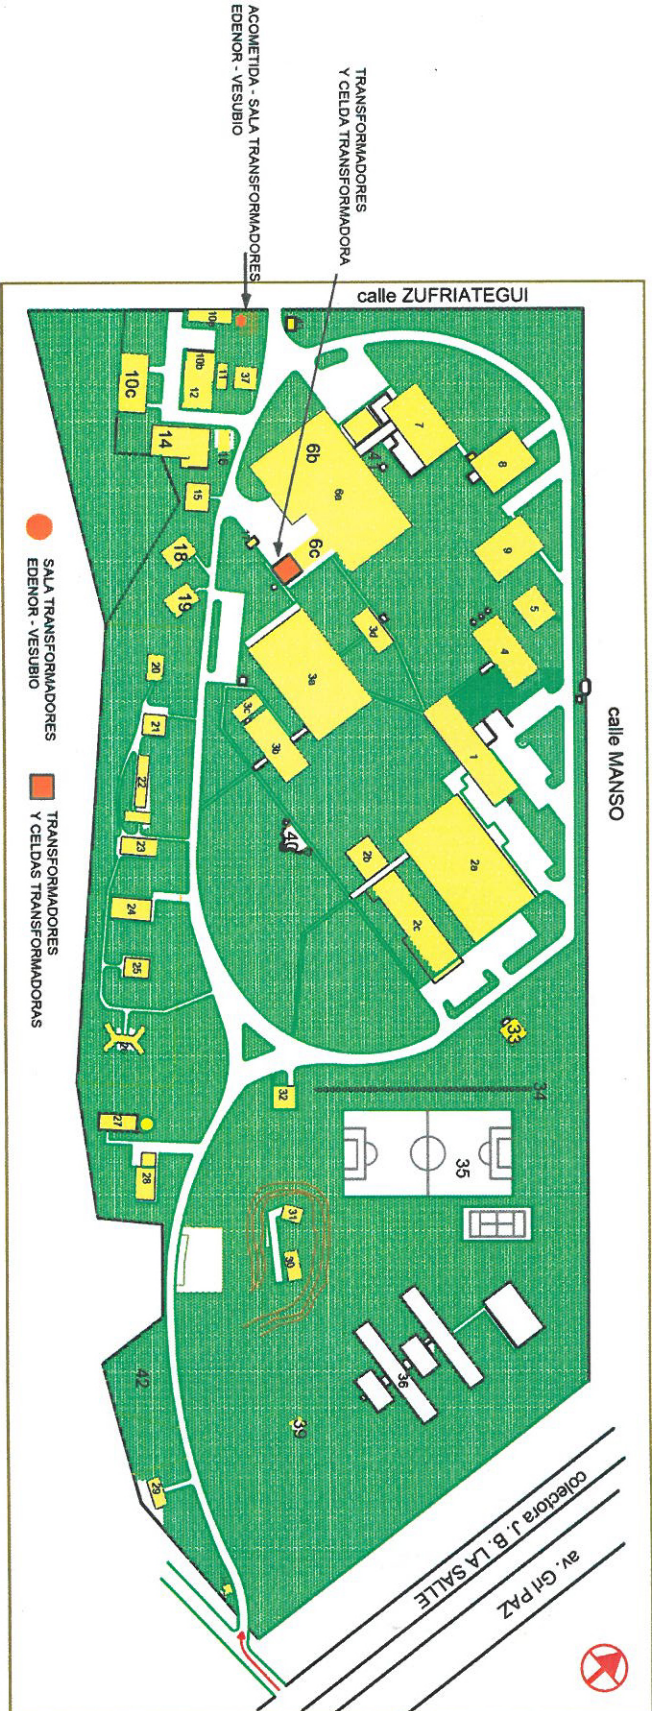 ACOMETIDA - SALA TRANSFORMADORES
EDENOR - VESUBIO
TRANSFORMADORES
Y CELDA TRANSFORMADORA
calle ZUFRIATEGUI
calle MANSO
colectora J. B. LA SALLE
av. Grl PAZ
SALA TRANSFORMADORES
EDENOR - VESUBIO
TRANSFORMADORES
Y CELDAS TRANSFORMADORAS
10b
11
37
12
10c
14
16
15
18
19
20
21
22
23
24
25
27
28
29
42
7
8
9
5
4
6b
6a
6c
3d
3a
3c
3b
1
2a
2b
2c
40
33
34
32
35
31
30
36
39